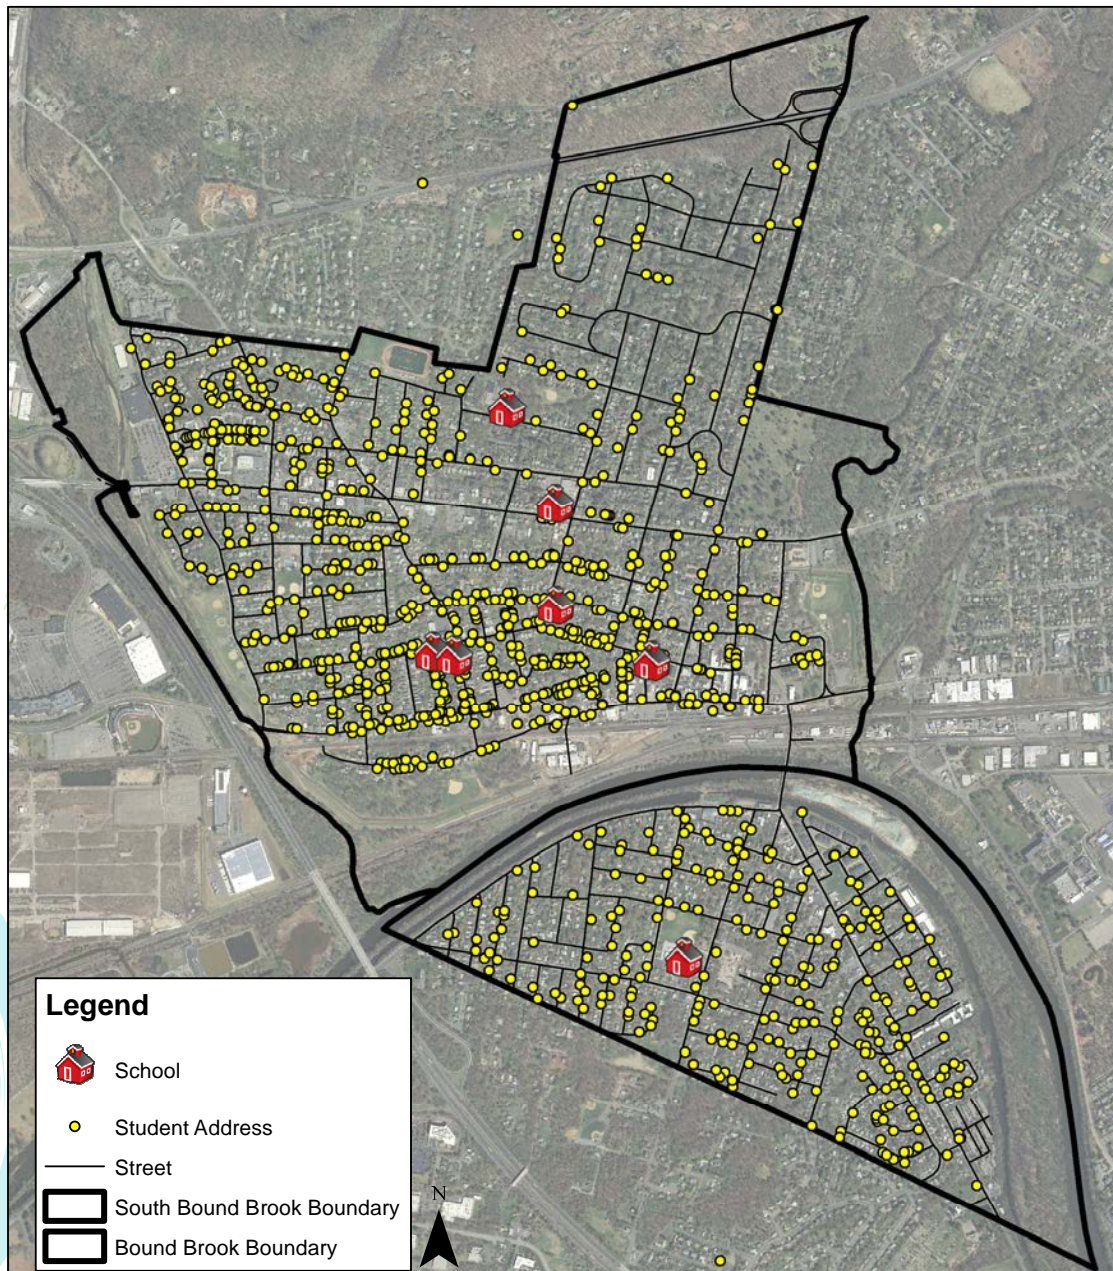 Legend
School
Student Address
Street
South Bound Brook Boundary
Bound Brook Boundary
N